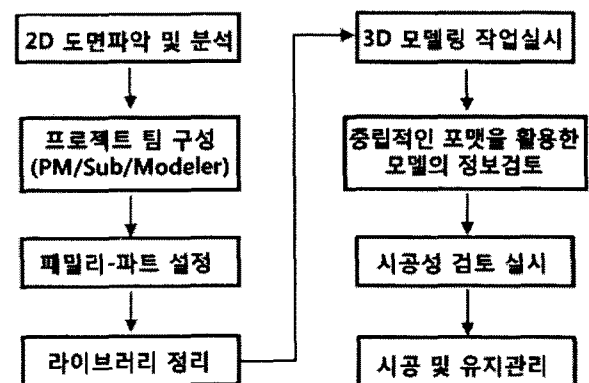 2D 도면파악 및 분석
프로젝트 팀 구성
(PM/Sub/Modeler)
패밀리-파트 설정
라이브러리 정리
3D 모델링 작업실시
중립적인 포맷을 활용한
모델의 정보검토
시공성 검토 실시
시공 및 유지관리